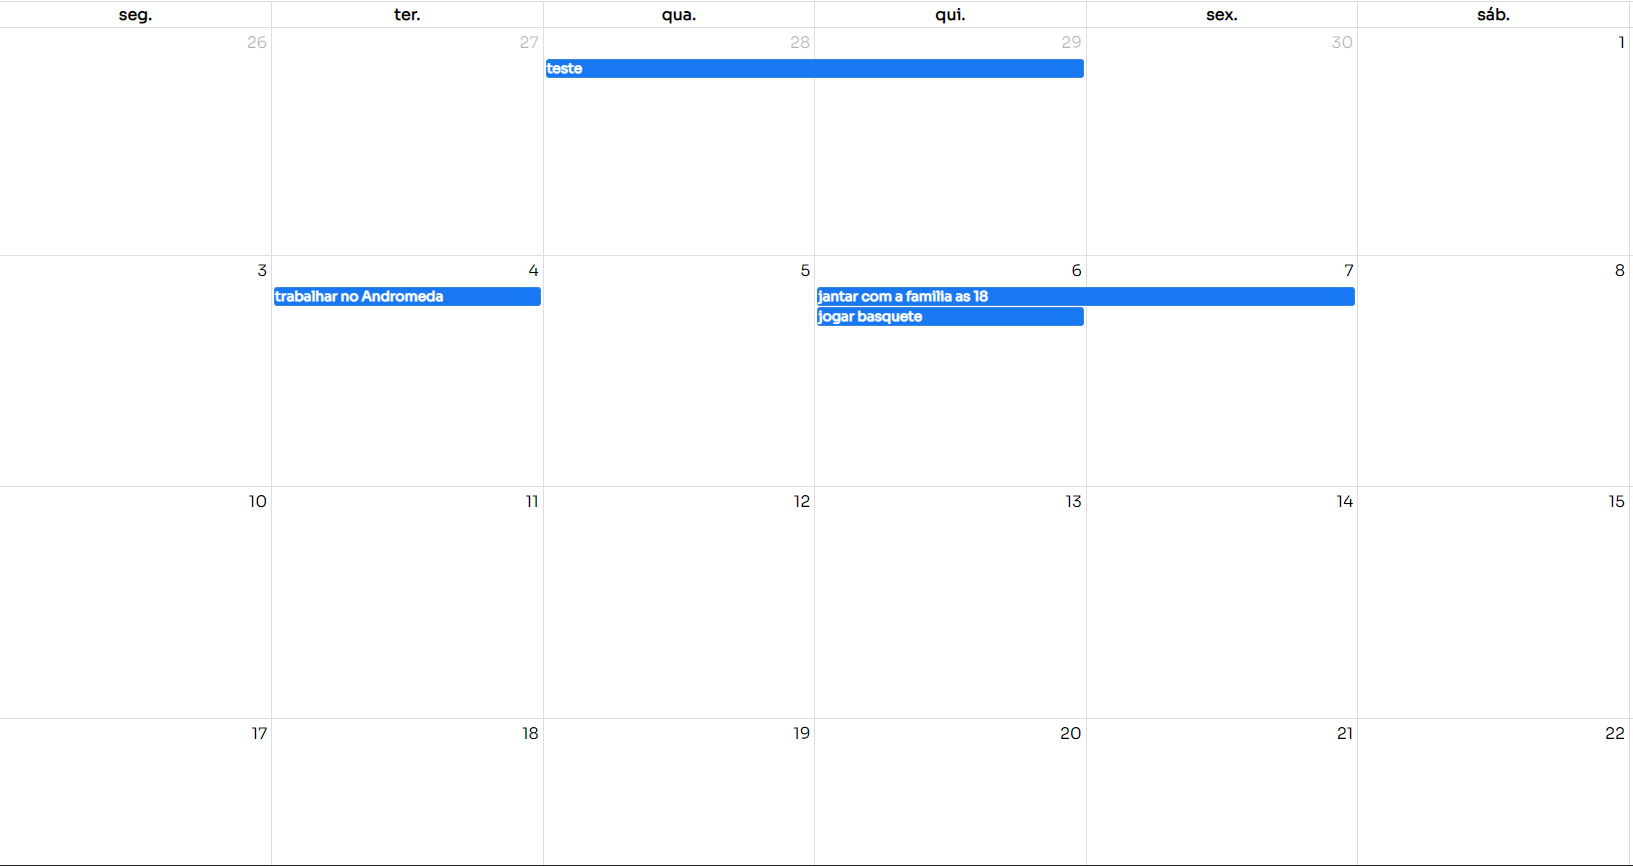 seg. ter. qua. qui. sex. sáb.
26 27 28 29 30 1
teste
3 4 5 6 7 8
trabalhar no Andromeda jantar com a familia as 18
jogar basquete
10 11 12 13 14 15
17 18 19 20 21 22